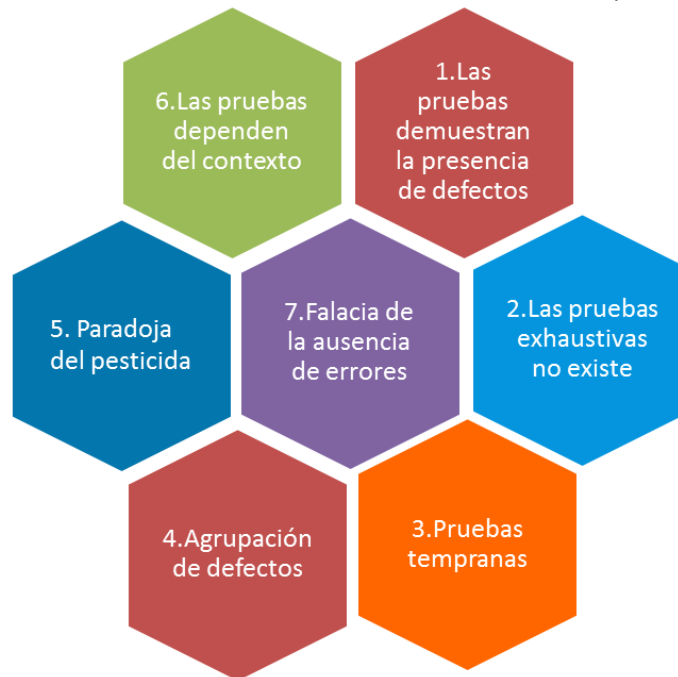 1.Las
pruebas
demuestran
la presencia
de defectos
2.Las pruebas
exhaustivas
no existe
3.Pruebas
tempranas
4.Agrupación
de defectos
5. Paradoja
del pesticida
6.Las pruebas
dependen
del contexto
7.Falacia de
la ausencia
de errores